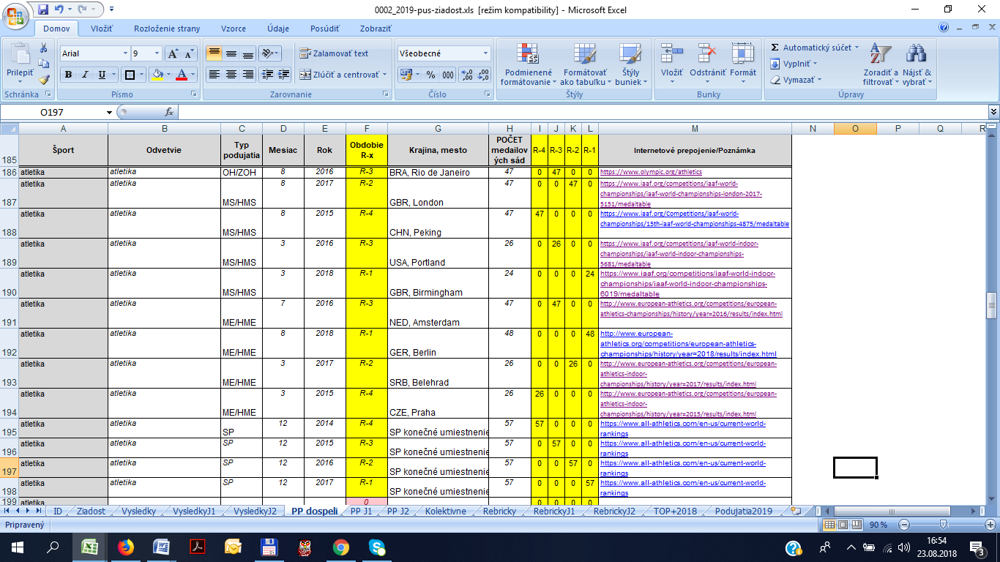 0002_2019-pus-ziadost.xls [režim kompatibility] - Microsoft Excel
Domov Vložiť Rozloženie strany Vzorce Údaje Posúdiť Zobraziť
Prilepiť Arial 9 Zalamovať text Všeobecné Podmienené formátovanie Formátovať ako tabuľku Štýly buniek Vložiť Odstrániť Formát Σ Automatický súčet Vyplniť Vymazať Zoradiť a filtrovať Nájsť & vybrať
B I U A Zlúčiť a centrovať % 000
Schránka Písmo Zarovnanie Číslo Štýly Bunky Úpravy
O197 fx
A B C D E F G H I J K L M N O P Q R
185 Šport Odvetvie Typ podujatia Mesiac Rok Obdobie R-x Krajina, mesto POČET medailových sád R-4 R-3 R-2 R-1 Internetové prepojenie/Poznámka
186 atletika atletika OH/ZOH 8 2016 R-3 BRA, Rio de Janeiro 47 0 47 0 0 https://www.olympic.org/athletics
187 atletika atletika MS/HMS 8 2017 R-2 GBR, London 47 0 0 47 0 https://www.iaaf.org/competitions/iaaf-world-championships/iaaf-world-championships-london-2017-5151/medaltable
188 atletika atletika MS/HMS 8 2015 R-4 CHN, Peking 47 47 0 0 0 https://www.iaaf.org/Competitions/iaaf-world-championships/15th-iaaf-world-championships-4875/medaltable
189 atletika atletika MS/HMS 3 2016 R-3 USA, Portland 26 0 26 0 0 https://www.iaaf.org/competitions/iaaf-world-indoor-championships/iaaf-world-indoor-championships-5681/medaltable
190 atletika atletika MS/HMS 3 2018 R-1 GBR, Birmingham 24 0 0 0 24 https://www.iaaf.org/competitions/iaaf-world-indoor-championships/iaaf-world-indoor-championships-6019/medaltable
191 atletika atletika ME/HME 7 2016 R-3 NED, Amsterdam 47 0 47 0 0 http://www.european-athletics.org/competitions/european-athletics-championships/history/year=2016/results/index.html
192 atletika atletika ME/HME 8 2018 R-1 GER, Berlin 48 0 0 0 48 http://www.european-athletics.org/competitions/european-athletics-championships/history/year=2018/results/index.html
193 atletika atletika ME/HME 3 2017 R-2 SRB, Belehrad 26 0 0 26 0 http://www.european-athletics.org/competitions/european-athletics-indoor-championships/history/year=2017/results/index.html
194 atletika atletika ME/HME 3 2015 R-4 CZE, Praha 26 26 0 0 0 http://www.european-athletics.org/competitions/european-athletics-indoor-championships/history/year=2015/results/index.html
195 atletika atletika SP 12 2014 R-4 SP konečné umiestnenie 57 57 0 0 0 https://www.all-athletics.com/en-us/current-world-rankings
196 atletika atletika SP 12 2015 R-3 SP konečné umiestnenie 57 0 57 0 0 https://www.all-athletics.com/en-us/current-world-rankings
197 atletika atletika SP 12 2016 R-2 SP konečné umiestnenie 57 0 0 57 0 https://www.all-athletics.com/en-us/current-world-rankings
198 atletika atletika SP 12 2017 R-1 SP konečné umiestnenie 57 0 0 0 57 https://www.all-athletics.com/en-us/current-world-rankings
199 atletika 0 0 0 0 0
ID Ziadost Vysledky VysledkyJ1 VysledkyJ2 PP dospeli PP J1 PP J2 Kolektivne Rebricky RebrickyJ1 RebrickyJ2 TOP+2018 Podujatia2019
Pripravený 90 %
16:54
23.08.2018
3